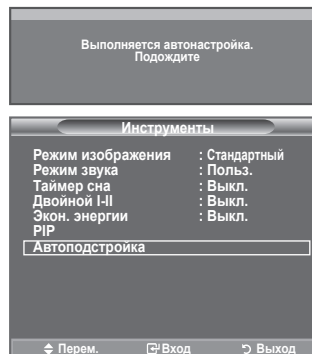 Выполняется автонастройка.
Подождите
Инструменты
Режим изображения : Стандартный
Режим звука : Польз.
Таймер сна : Выкл.
Двойной I-II : Выкл.
Экон. энергии : Выкл.
PIP
Автоподстройка
Перем. Вход Выход